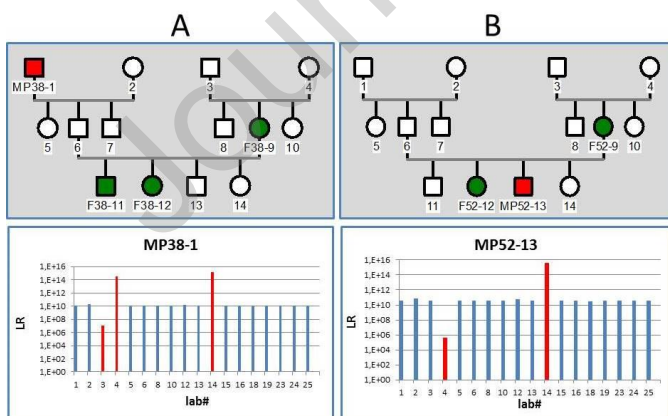 A B
MP38-1 2 3 4
5 6 7 8 F38-9 10
F38-11 F38-12 13 14
1 2 3 4
5 6 7 8 F52-9 10
11 F52-12 MP52-13 14
MP38-1
1,E+16
1,E+14
1,E+12
1,E+10
1,E+08
1,E+06
1,E+04
1,E+02
1,E+00
LR
1 2 3 4 5 6 8 10 12 13 14 15 16 18 19 20 24 25
lab#
MP52-13
1,E+16
1,E+14
1,E+12
1,E+10
1,E+08
1,E+06
1,E+04
1,E+02
1,E+00
LR
1 2 3 4 5 6 8 10 12 13 14 15 16 18 19 20 24 25
lab#